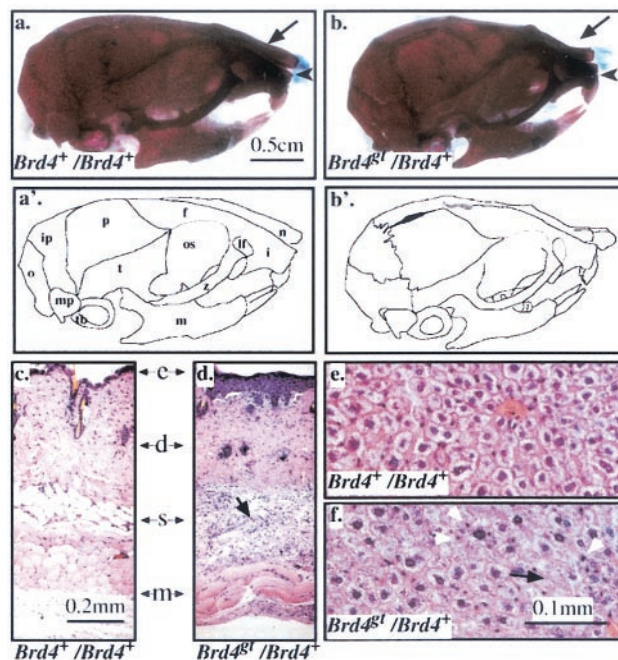 a.
Brd4+/Brd4+
0.5cm
b.
Brd4gt/Brd4+
a'.
ip
p
f
n
o
t
os
lf
i
mp
z
tb
m
b'.
c.
e
d.
d
s
m
0.2mm
Brd4+/Brd4+
Brd4gt/Brd4+
e.
Brd4+/Brd4+
f.
Brd4gt/Brd4+
0.1mm